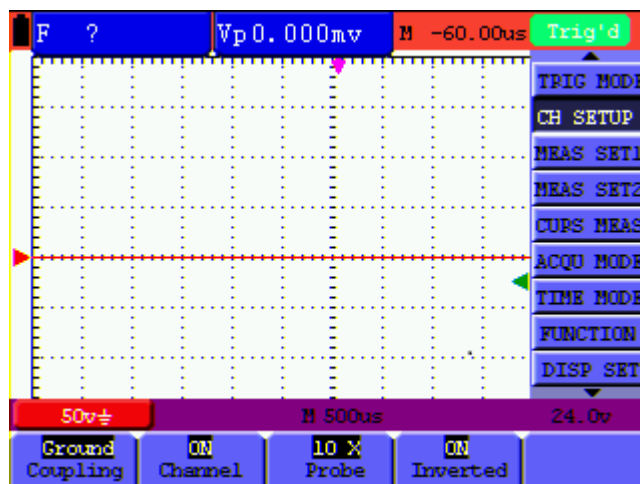 F ? Vp0.000mv M -60.00us Trig'd
TRIG MODE
CH SETUP
MEAS SET1
MEAS SET2
CURS MEAS
ACQU MODE
TIME MODE
FUNCTION
DISP SET
50v M 500us 24.0v
Ground ON 10 X ON
Coupling Channel Probe Inverted